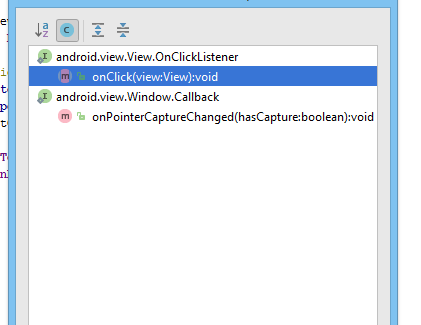 android.view.View.OnClickListener
onClick(view:View):void
android.view.Window.Callback
onPointerCaptureChanged(hasCapture:boolean):void